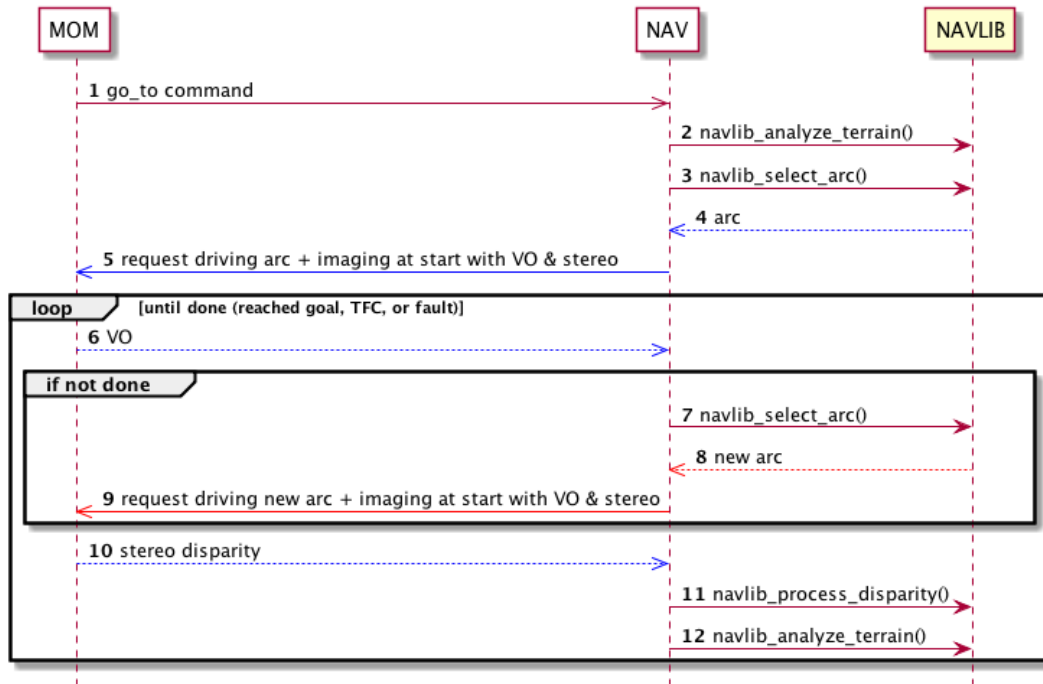 MOM NAV NAVLIB
1 go_to command
2 navlib_analyze_terrain()
3 navlib_select_arc()
4 arc
5 request driving arc + imaging at start with VO & stereo
loop [until done (reached goal, TFC, or fault)]
6 VO
if not done
7 navlib_select_arc()
8 new arc
9 request driving new arc + imaging at start with VO & stereo
10 stereo disparity
11 navlib_process_disparity()
12 navlib_analyze_terrain()